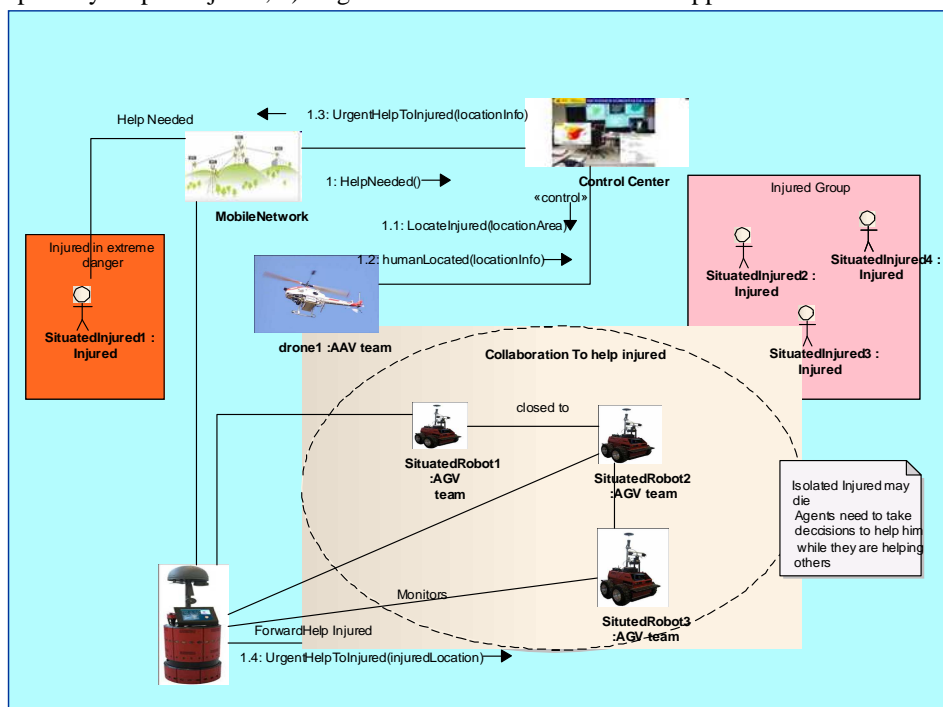 Help Needed
1.3: UrgentHelpToInjured(locationInfo)
MobileNetwork
1: HelpNeeded()
Control Center
«control»
1.1: LocateInjured(locationArea)
1.2: humanLocated(locationInfo)
Injured Group
SituatedInjured4 :
Injured
SituatedInjured2 :
Injured
SituatedInjured3 :
Injured
Injured in extreme
danger
SituatedInjured1 :
Injured
drone1 :AAV team
Collaboration To help injured
closed to
SituatedRobot1
:AGV
team
SituatedRobot2
:AGV team
SitutedRobot3
:AGV team
Isolated Injured may
die
Agents need to take
deccisions to help him
while they are helping
others
Monitors
ForwardHelp Injured
1.4: UrgentHelpToInjured(injuredLocation)